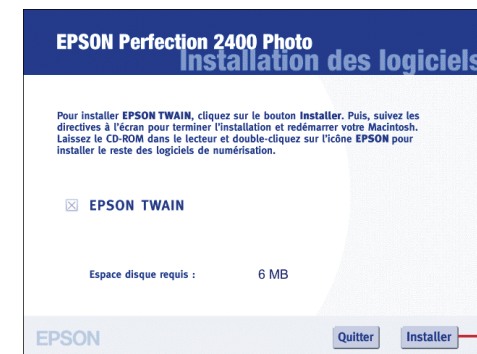 EPSON Perfection 2400 Photo
Installation des logiciels
Pour installer EPSON TWAIN, cliquez sur le bouton Installer. Puis, suivez les
directives à l'écran pour terminer l'installation et redémarrer votre Macintosh.
Laissez le CD-ROM dans le lecteur et double-cliquez sur l'icône EPSON pour
installer le reste des logiciels de numérisation.
EPSON TWAIN
Espace disque requis : 6 MB
EPSON
Quitter
Installer